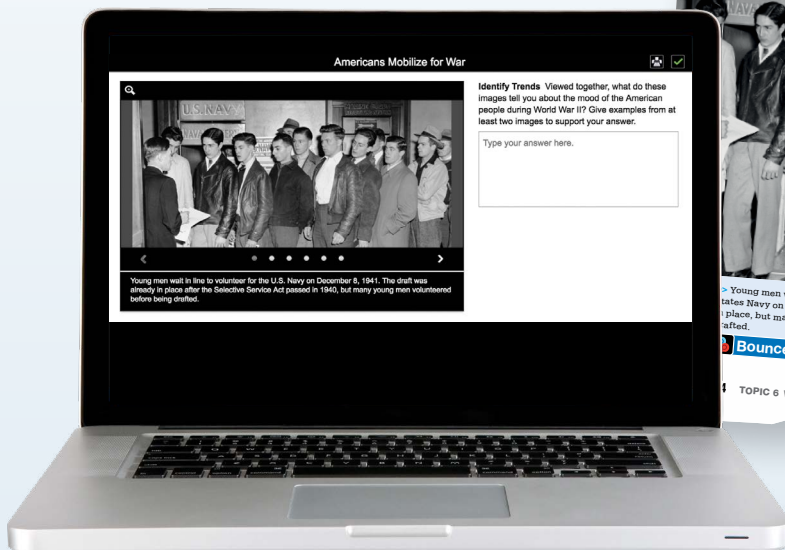 Americans Mobilize for War
U.S. NAVY
Identify Trends Viewed together, what do these
images tell you about the mood of the American
people during World War II? Give examples from at
least two images to support your answer.
Type your answer here.
Young men wait in line to volunteer for the U.S. Navy on December 8, 1941. The draft was
already in place after the Selective Service Act passed in 1940, but many young men volunteered
before being drafted.
> Young men
tates Navy on
place, but ma
afted.
Bounce
4 TOPIC 6